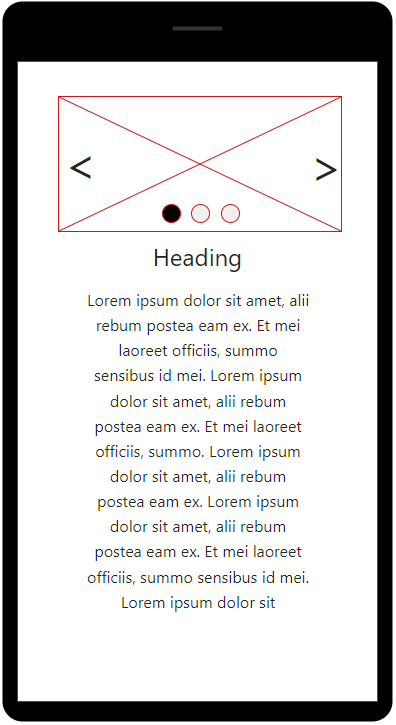 < >
Heading
Lorem ipsum dolor sit amet, alii
rebum postea eam ex. Et mei
laoreet officiis, summo
sensibus id mei. Lorem ipsum
dolor sit amet, alii rebum
postea eam ex. Et mei laoreet
officiis, summo. Lorem ipsum
dolor sit amet, alii rebum
postea eam ex. Lorem ipsum
dolor sit amet, alii rebum
postea eam ex. Et mei laoreet
officiis, summo sensibus id mei.
Lorem ipsum dolor sit